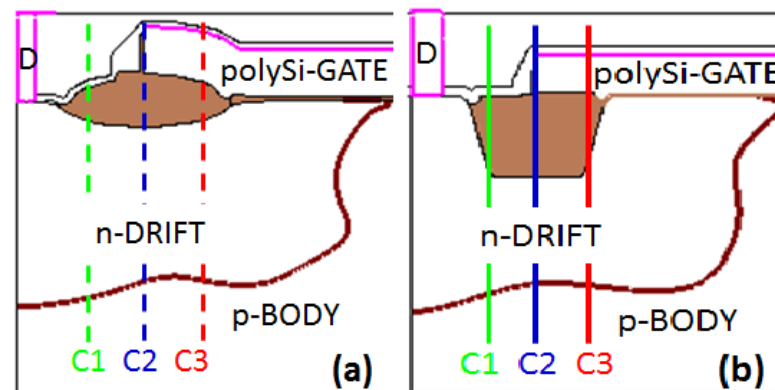 D
polySi-GATE
n-DRIFT
p-BODY
C1 C2 C3
(a)
D
polySi-GATE
n-DRIFT
p-BODY
C1 C2 C3
(b)